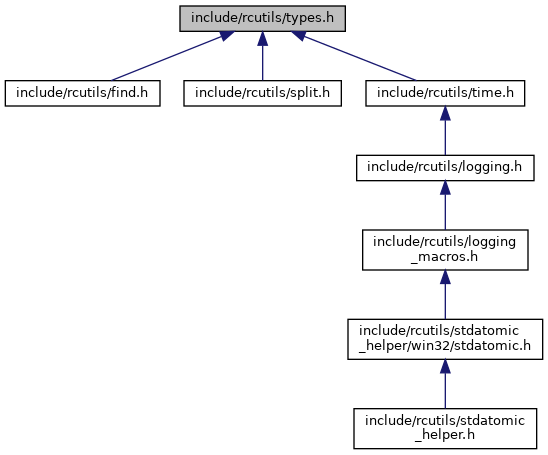 include/rcutils/types.h
include/rcutils/find.h
include/rcutils/split.h
include/rcutils/time.h
include/rcutils/logging.h
include/rcutils/logging
_macros.h
include/rcutils/stdatomic
_helper/win32/stdatomic.h
include/rcutils/stdatomic
_helper.h